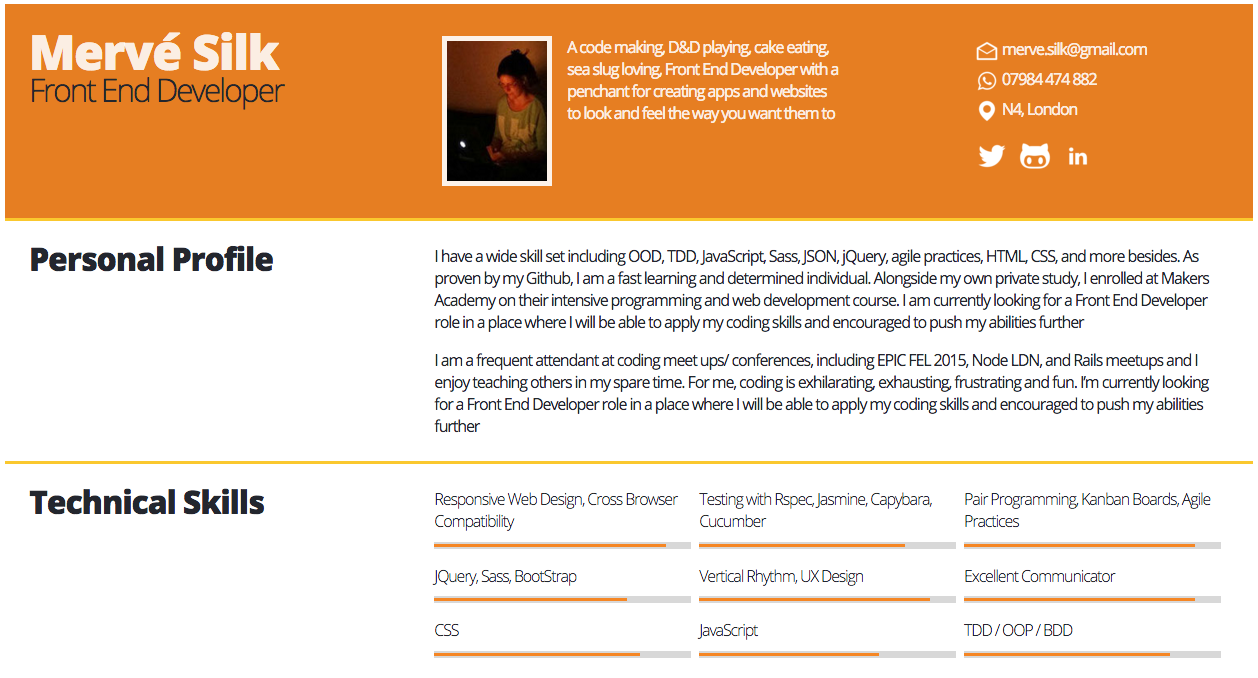 Mervé Silk
Front End Developer
A code making, D&D playing, cake eating,
sea slug loving, Front End Developer with a
penchant for creating apps and websites
to look and feel the way you want them to
merve.silk@gmail.com
07984 474 882
N4, London
in
Personal Profile
I have a wide skill set including OOD, TDD, JavaScript, Sass, JSON, jQuery, agile practices, HTML, CSS, and more besides. As
proven by my Github, I am a fast learning and determined individual. Alongside my own private study, I enrolled at Makers
Academy on their intensive programming and web development course. I am currently looking for a Front End Developer
role in a place where I will be able to apply my coding skills and encouraged to push my abilities further
I am a frequent attendant at coding meet ups/ conferences, including EPIC FEL 2015, Node LDN, and Rails meetups and I
enjoy teaching others in my spare time. For me, coding is exhilarating, exhausting, frustrating and fun. I'm currently looking
for a Front End Developer role in a place where I will be able to apply my coding skills and encouraged to push my abilities
further
Technical Skills
Responsive Web Design, Cross Browser
Compatibility
Testing with Rspec, Jasmine, Capybara,
Cucumber
Pair Programming, Kanban Boards, Agile
Practices
JQuery, Sass, BootStrap
Vertical Rhythm, UX Design
Excellent Communicator
CSS
JavaScript
TDD / OOP / BDD